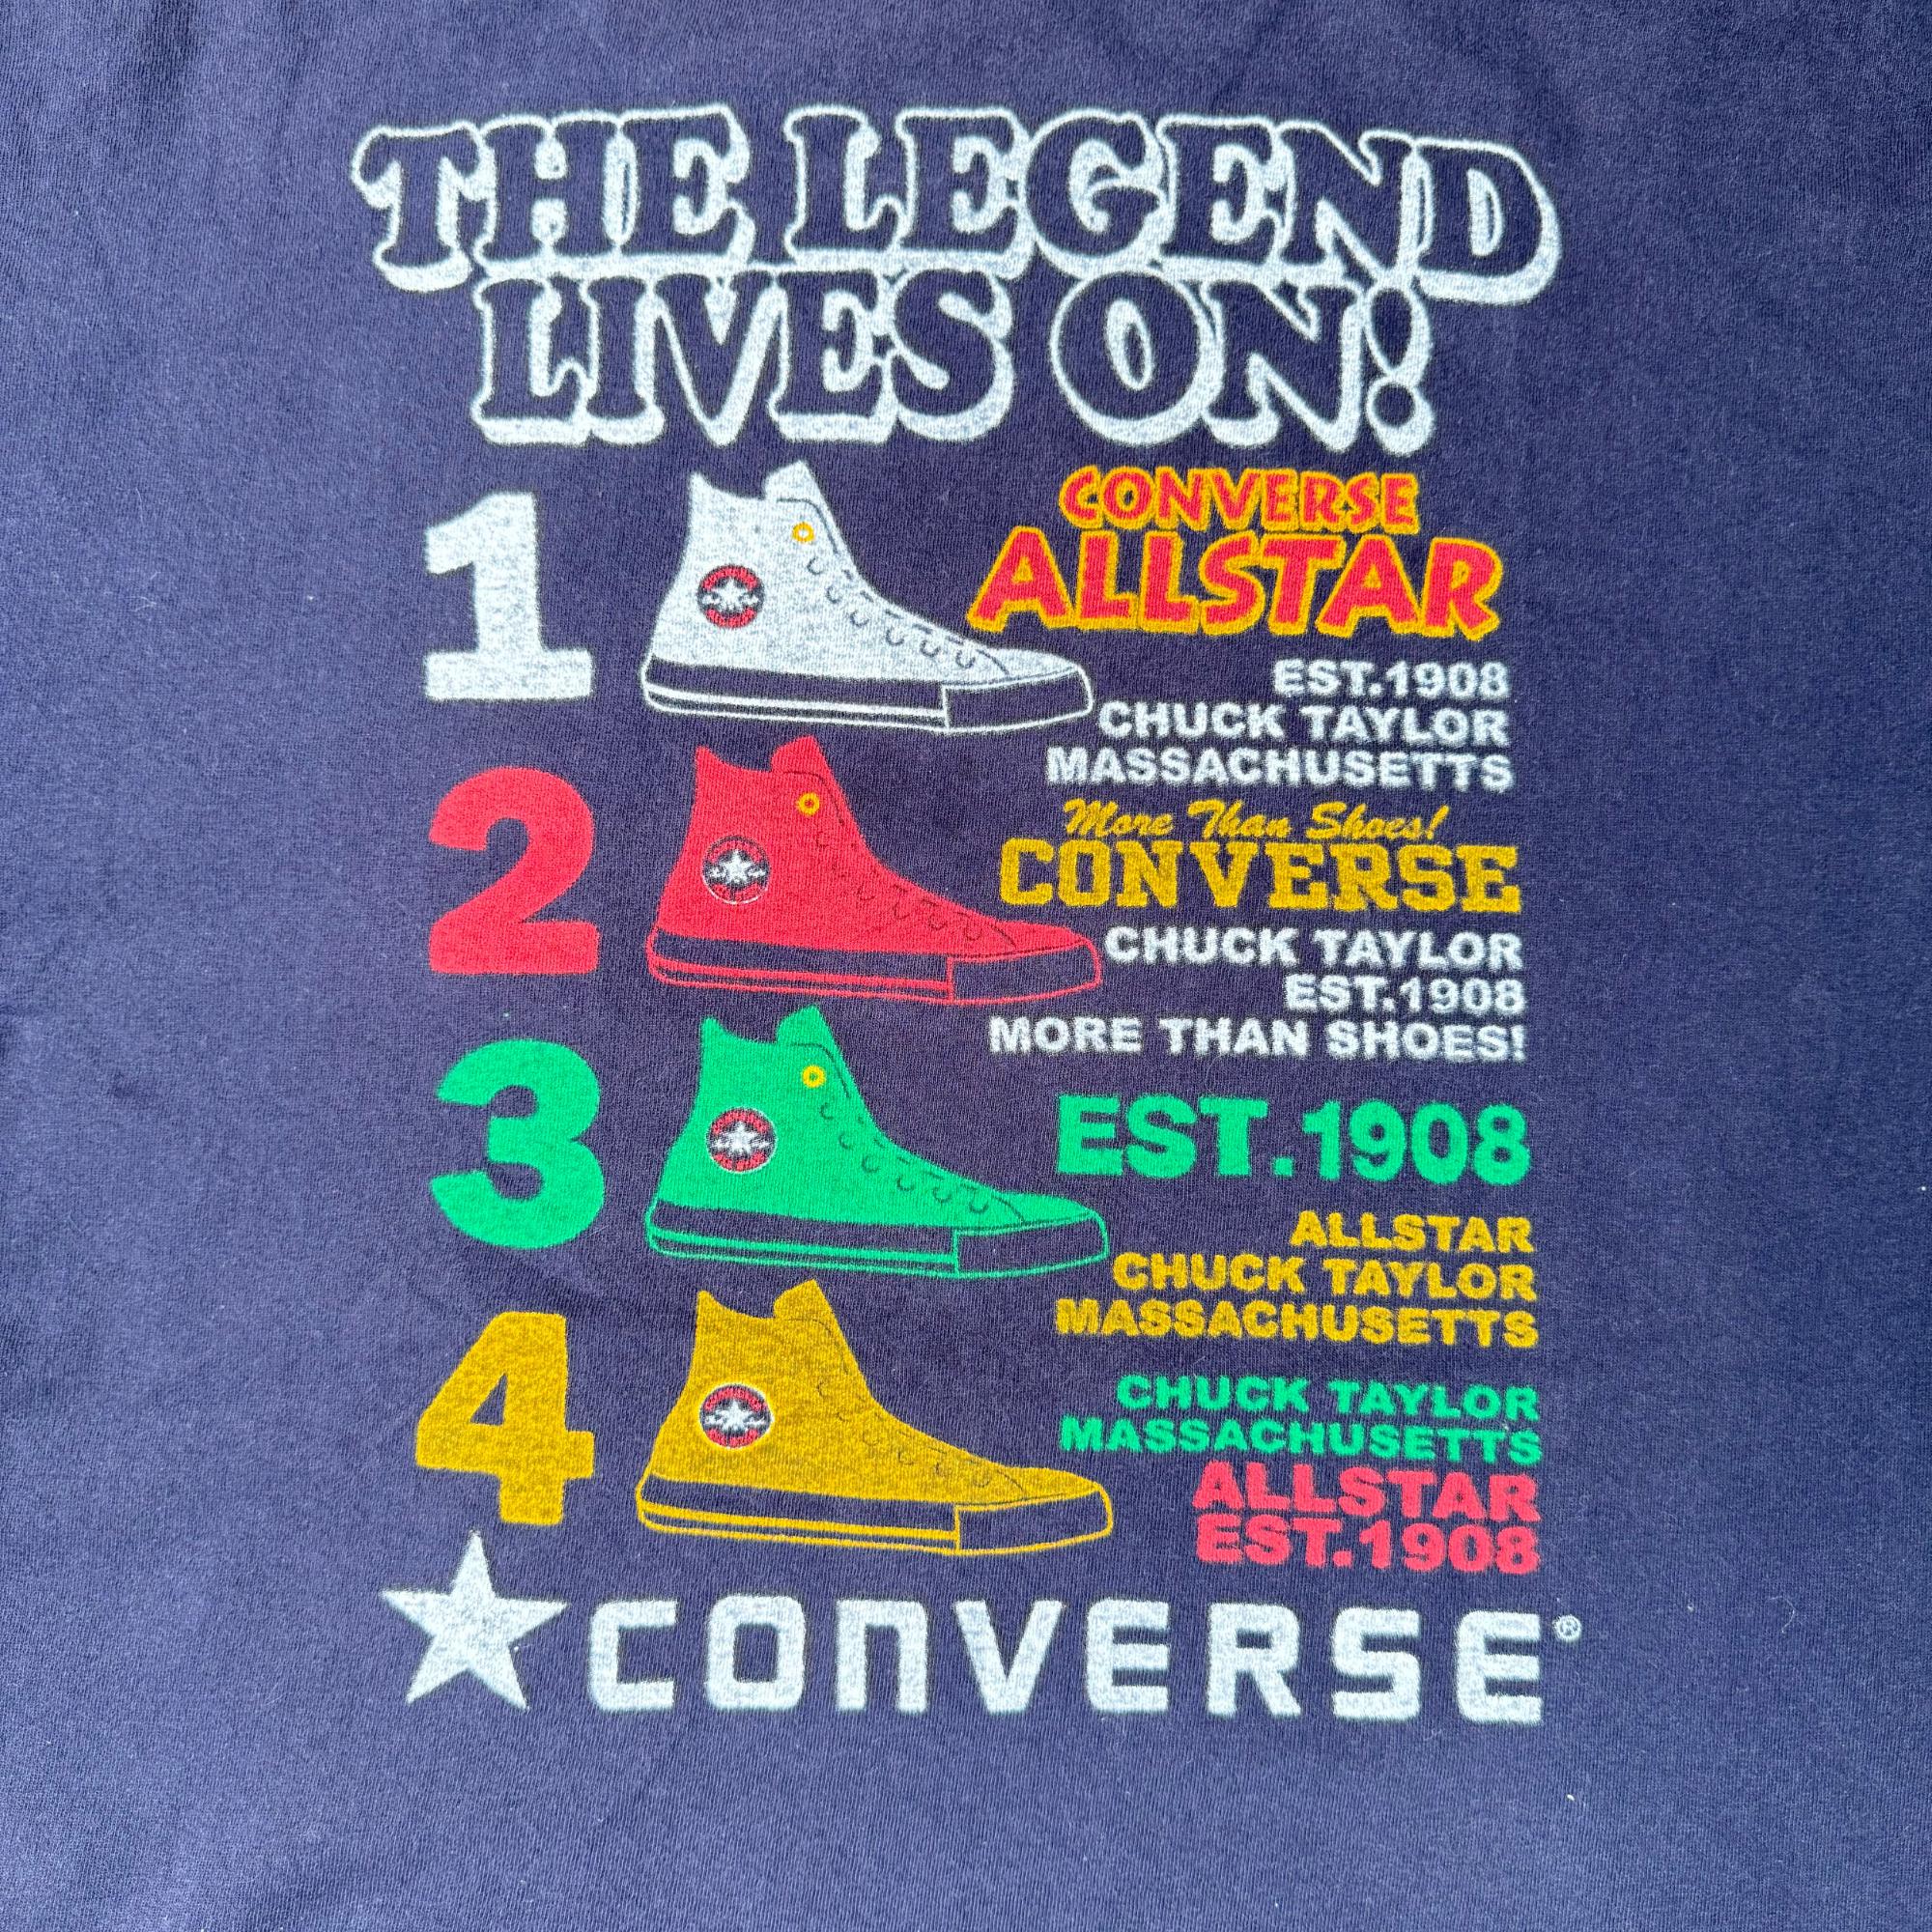 THE LEGEND
LIVES ON!
1
CONVERSE
ALLSTAR
EST.1908
CHUCK TAYLOR
MASSACHUSETTS
2
More Than Shoes!
CONVERSE
CHUCK TAYLOR
EST.1908
MORE THAN SHOES!
3
EST.1908
ALLSTAR
CHUCK TAYLOR
MASSACHUSETTS
4
CHUCK TAYLOR
MASSACHUSETTS
ALLSTAR
EST.1908
CONVERSE®